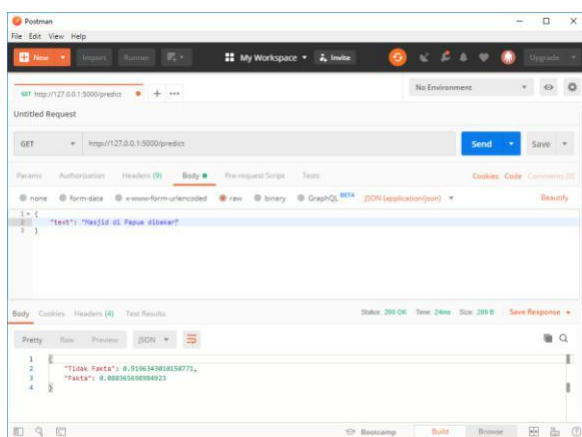 Postman
File Edit View Help
New Import Runner My Workspace Invite Upgrade
GET http://127.0.0.1:5000/predict No Environment
Untitled Request
GET http://127.0.0.1:5000/predict Send Save
Params Authorization Headers (9) Body Pre-request Script Tests Cookies Code Comments (0)
none form-data x-www-form-urlencoded raw binary GraphQL BETA JSON (application/json) Beautify
1 {
2 "text": "Masjid di Papua dibakar"
3 }
Body Cookies Headers (4) Test Results Status: 200 OK Time: 24ms Size: 209 B Save Response
Pretty Raw Preview JSON
1 {
2 "Tidak Fakta": 0.9196343010150771,
3 "Fakta": 0.080365698984923
4 }
Bootcamp Build Browse